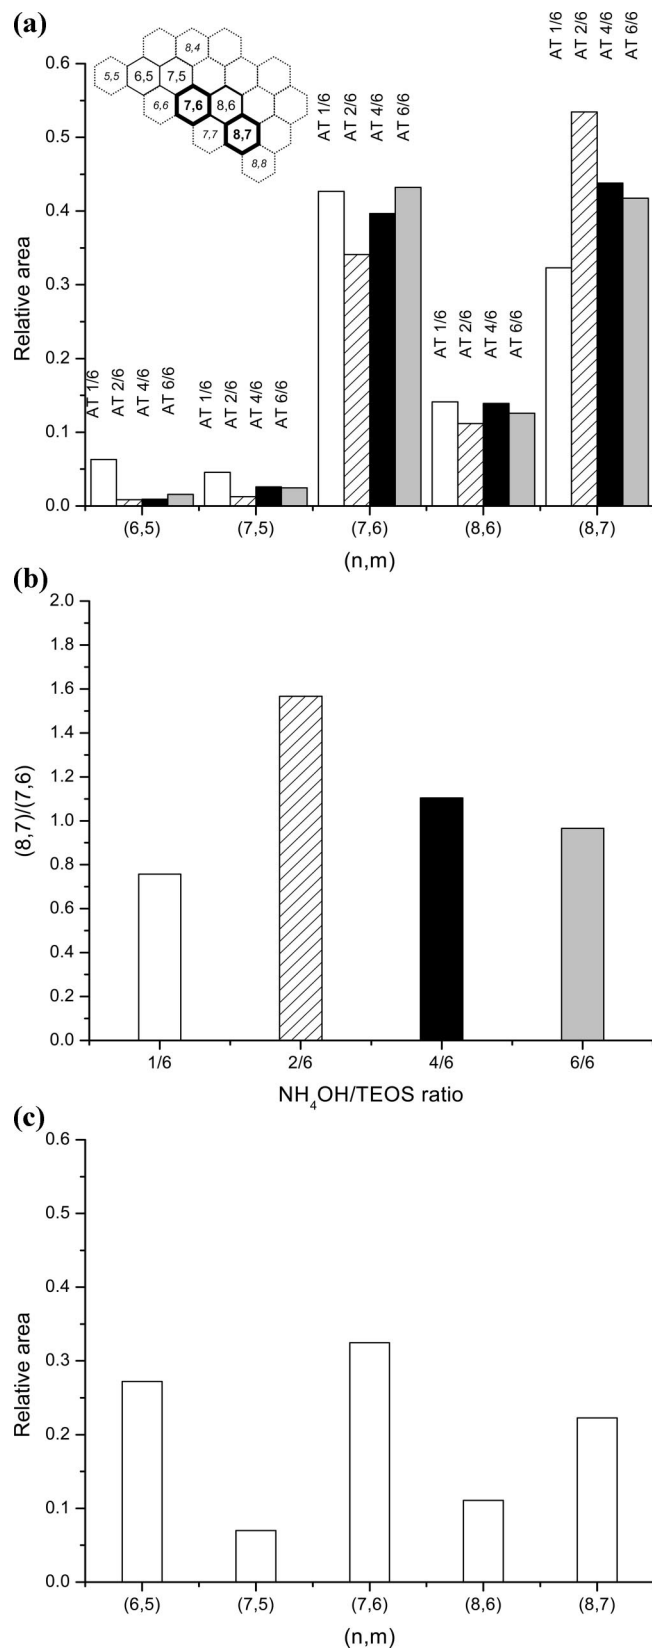 (a)
0.6
0.5
0.4
0.3
0.2
0.1
0.0
Relative area
8,4
5,5 6,5 7,5
6,6 7,6 8,6
7,7 8,7
8,8
AT 1/6 AT 2/6 AT 4/6 AT 6/6
AT 1/6 AT 2/6 AT 4/6 AT 6/6
AT 1/6 AT 2/6 AT 4/6 AT 6/6
AT 1/6 AT 2/6 AT 4/6 AT 6/6
AT 1/6 AT 2/6 AT 4/6 AT 6/6
(6,5) (7,5) (7,6) (8,6) (8,7)
(n,m)
(b)
2.0
1.8
1.6
1.4
1.2
1.0
0.8
0.6
0.4
0.2
0.0
(8,7)/(7,6)
1/6 2/6 4/6 6/6
NH₄OH/TEOS ratio
(c)
0.6
0.5
0.4
0.3
0.2
0.1
0.0
Relative area
(6,5) (7,5) (7,6) (8,6) (8,7)
(n,m)